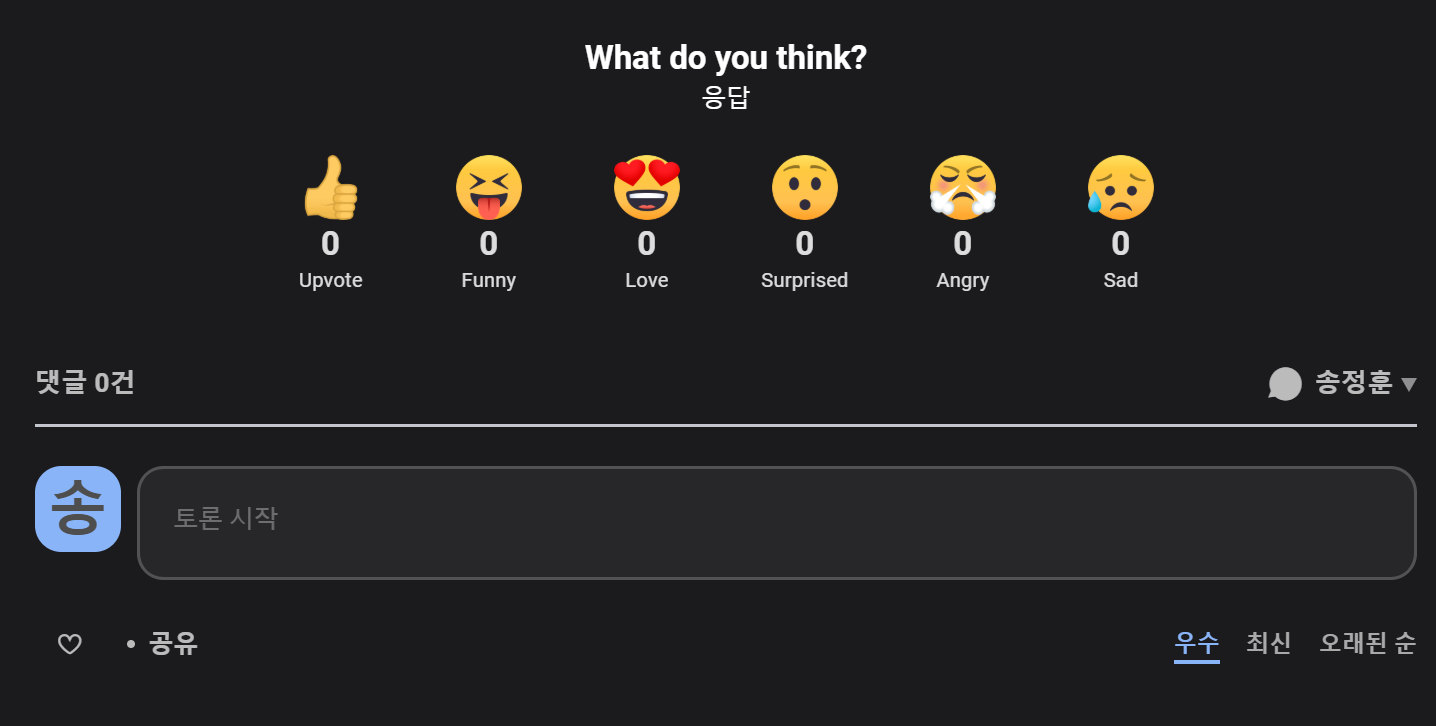 What do you think?
응답
0 0 0 0 0 0
Upvote Funny Love Surprised Angry Sad
댓글 0건 송정훈
송 토론 시작
• 공유 우수 최신 오래된 순